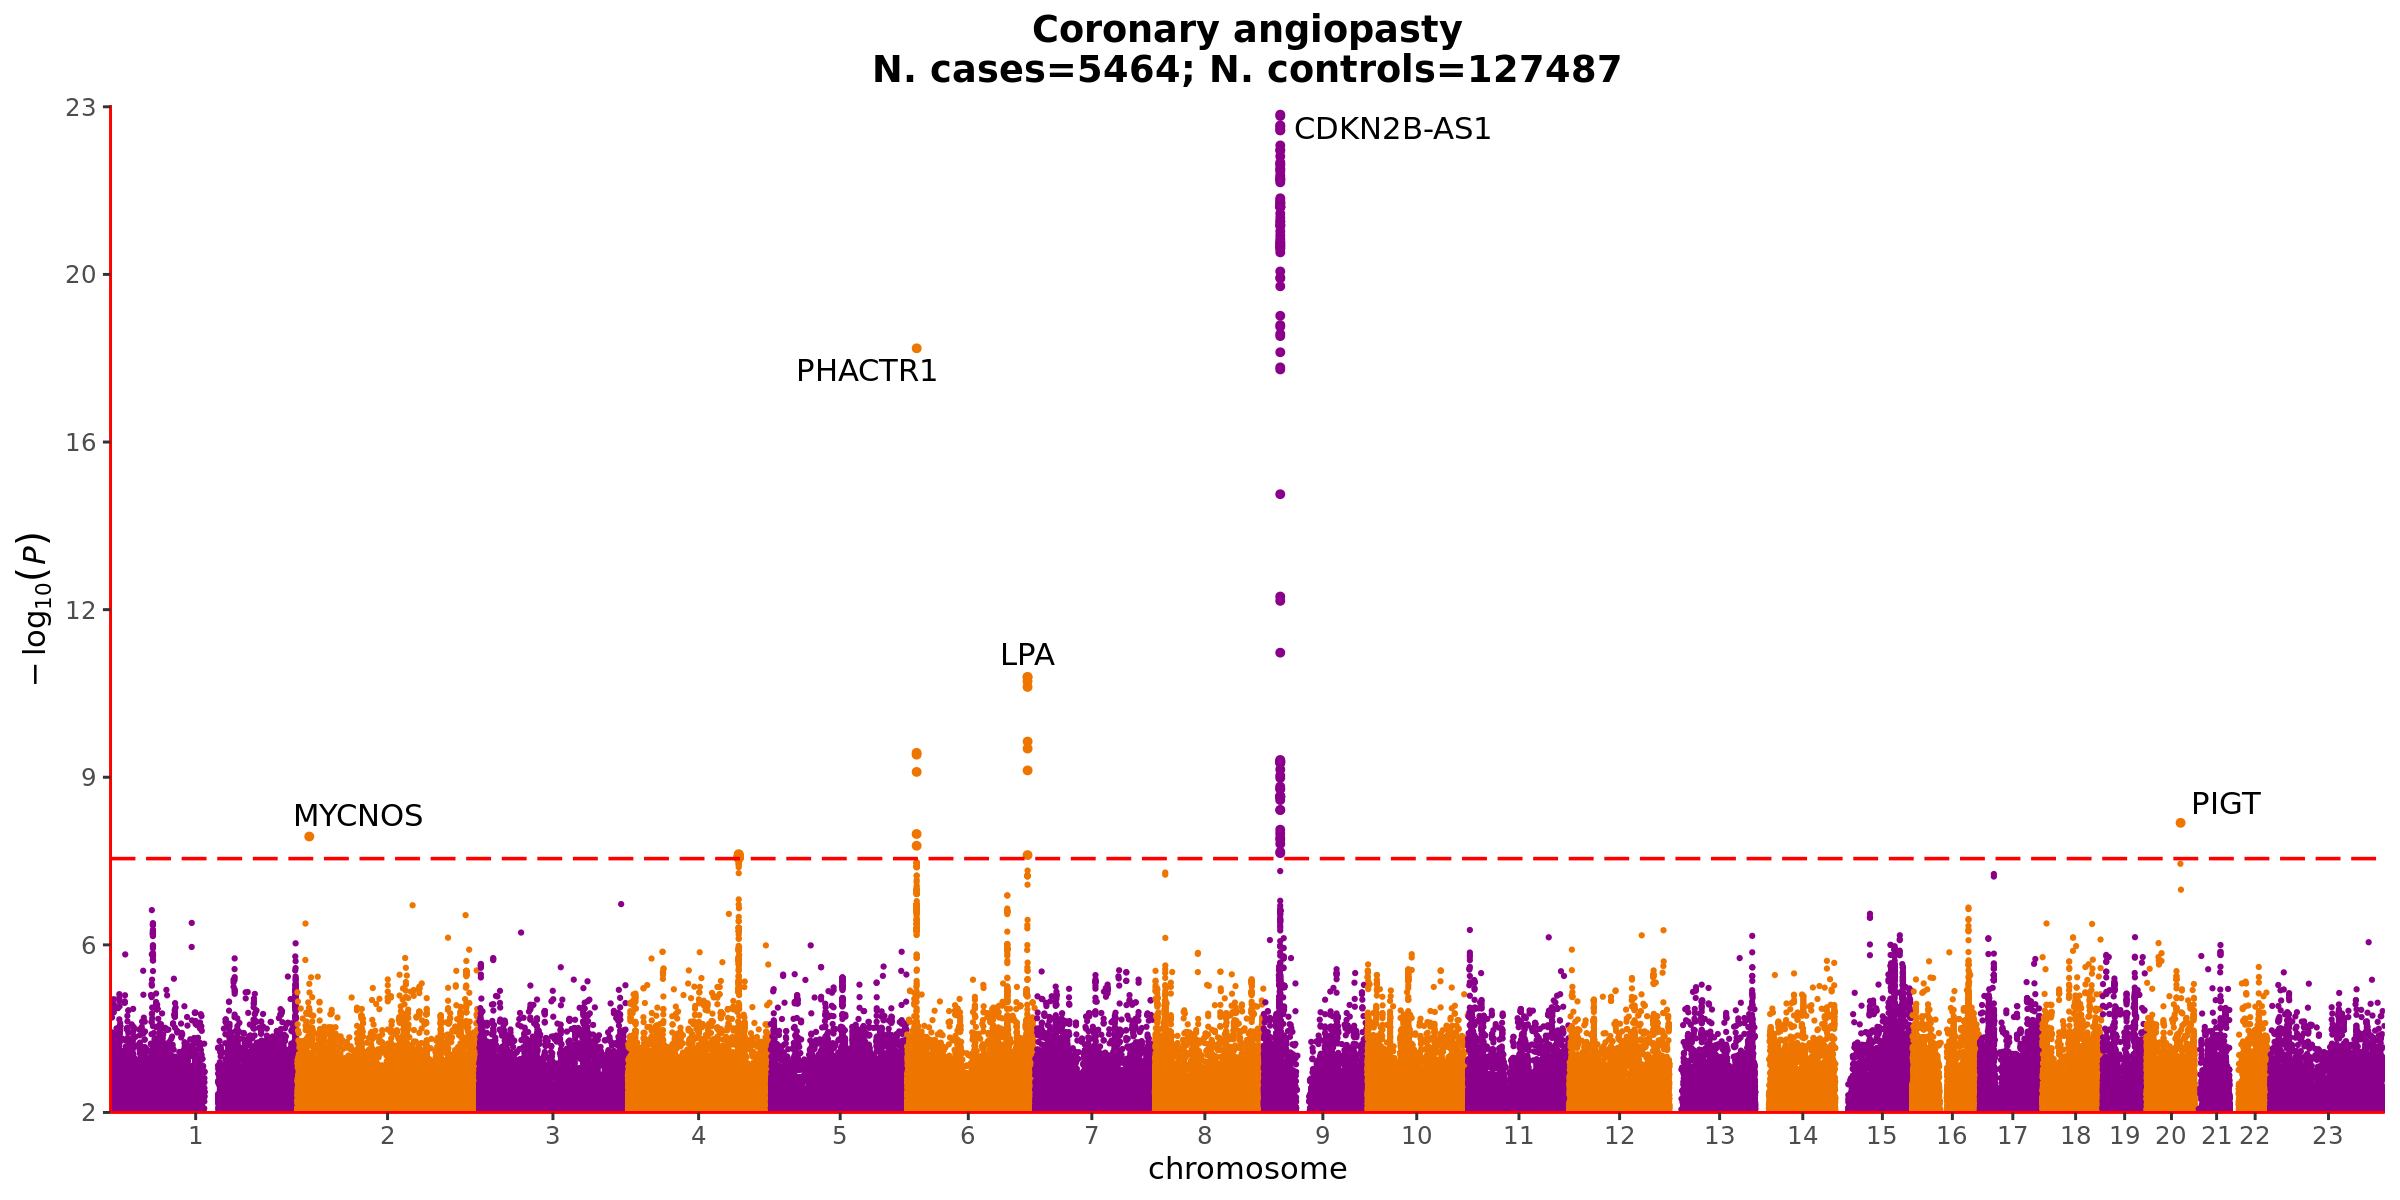 Coronary angiopasty
N. cases=5464; N. controls=127487
23
CDKN2B-AS1
20
PHACTR1
16
12
LPA
9
MYCNOS
PIGT
6
2
−log10(P)
1 2 3 4 5 6 7 8 9 10 11 12 13 14 15 16 17 18 19 20 21 22 23
chromosome